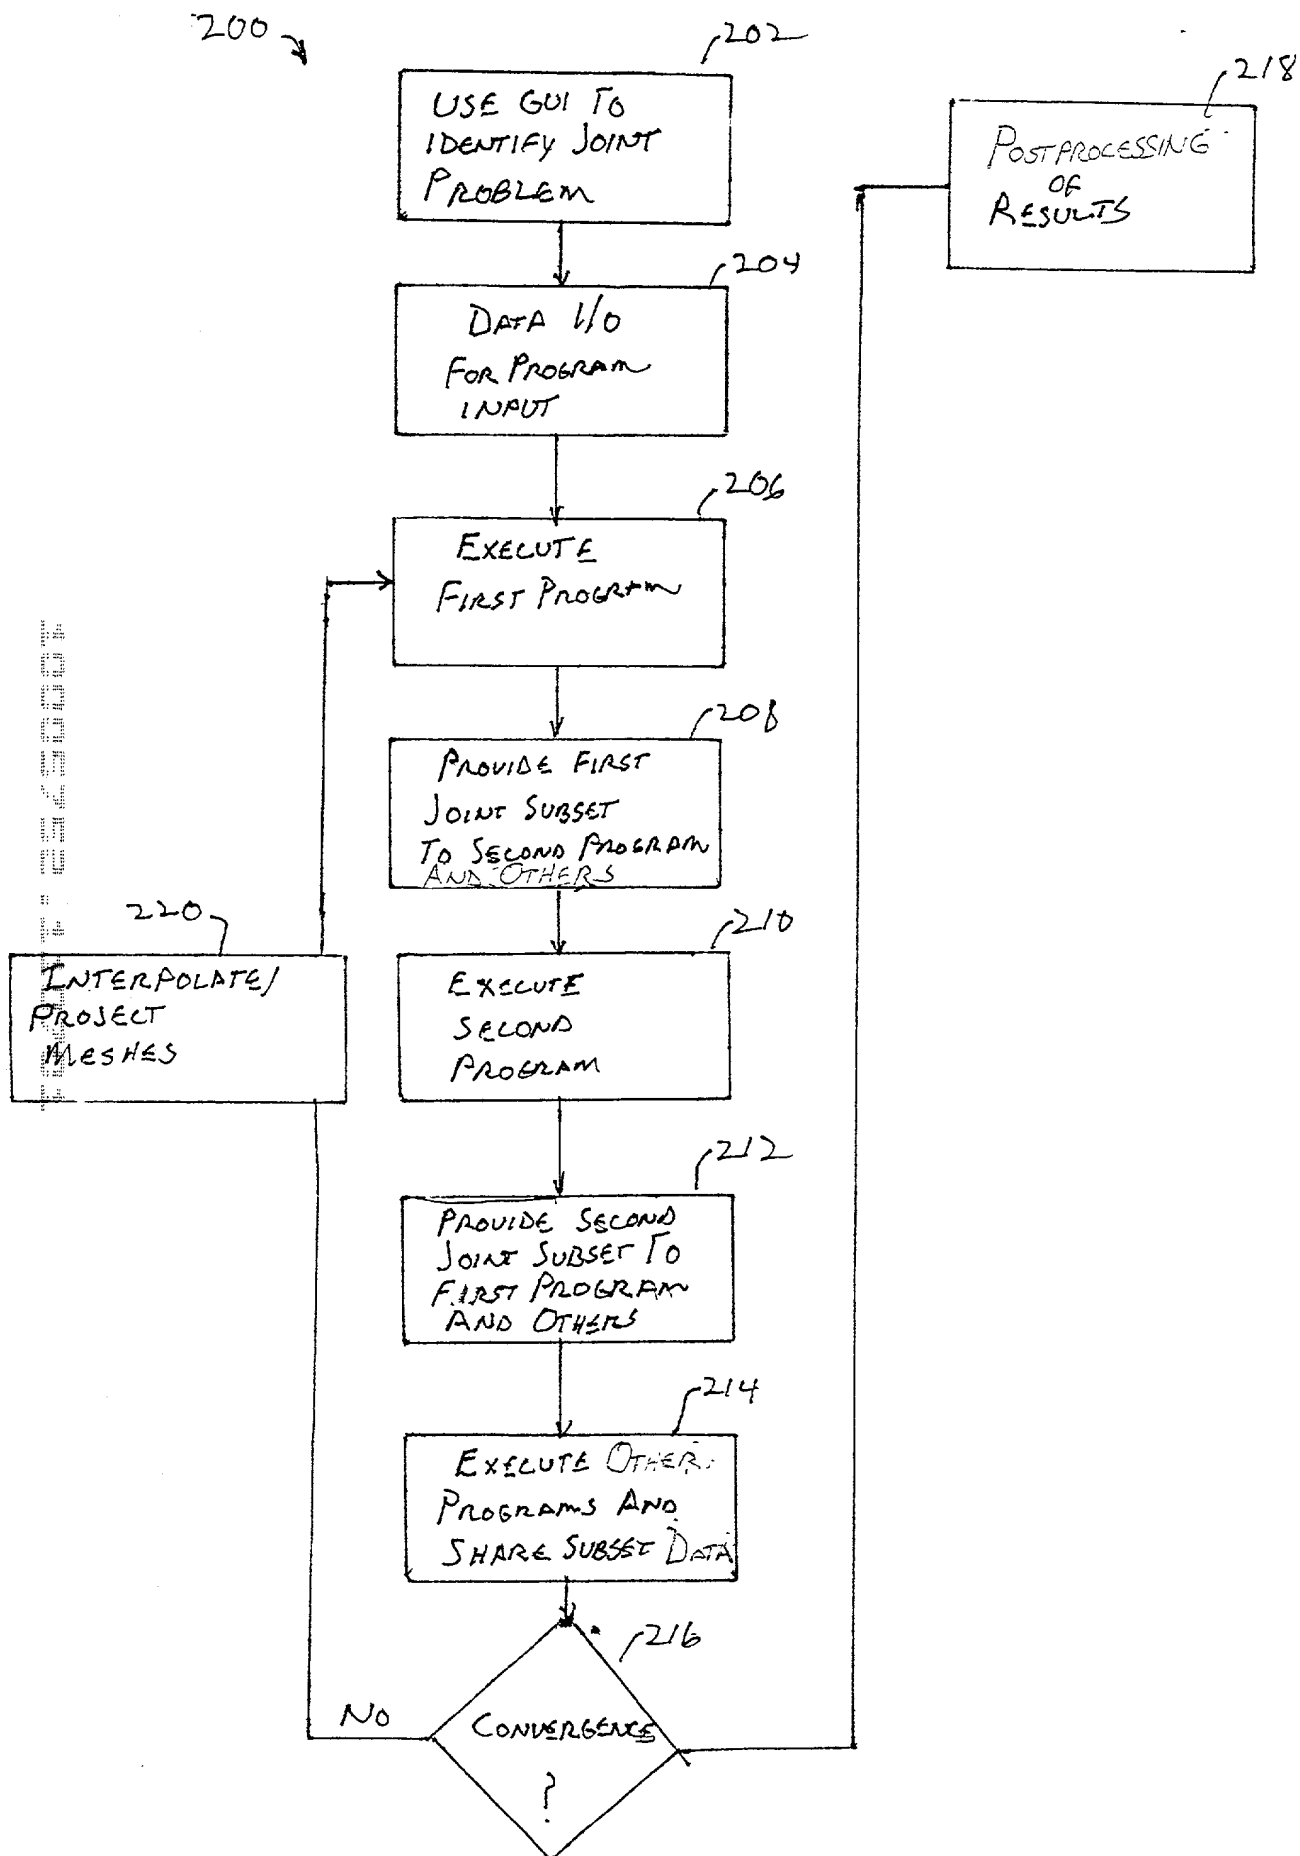 200
202
USE GUI TO
IDENTIFY JOINT
PROBLEM
218
POSTPROCESSING
OF
RESULTS
204
DATA I/O
FOR PROGRAM
INPUT
206
EXECUTE
FIRST PROGRAM
208
PROVIDE FIRST
JOINT SUBSET
TO SECOND PROGRAM
AND OTHERS
220
INTERPOLATE/
PROJECT
MESHES
210
EXECUTE
SECOND
PROGRAM
212
PROVIDE SECOND
JOINT SUBSET TO
FIRST PROGRAM
AND OTHERS
214
EXECUTE OTHER
PROGRAMS AND
SHARE SUBSET DATA
216
NO
CONVERGENCE
?